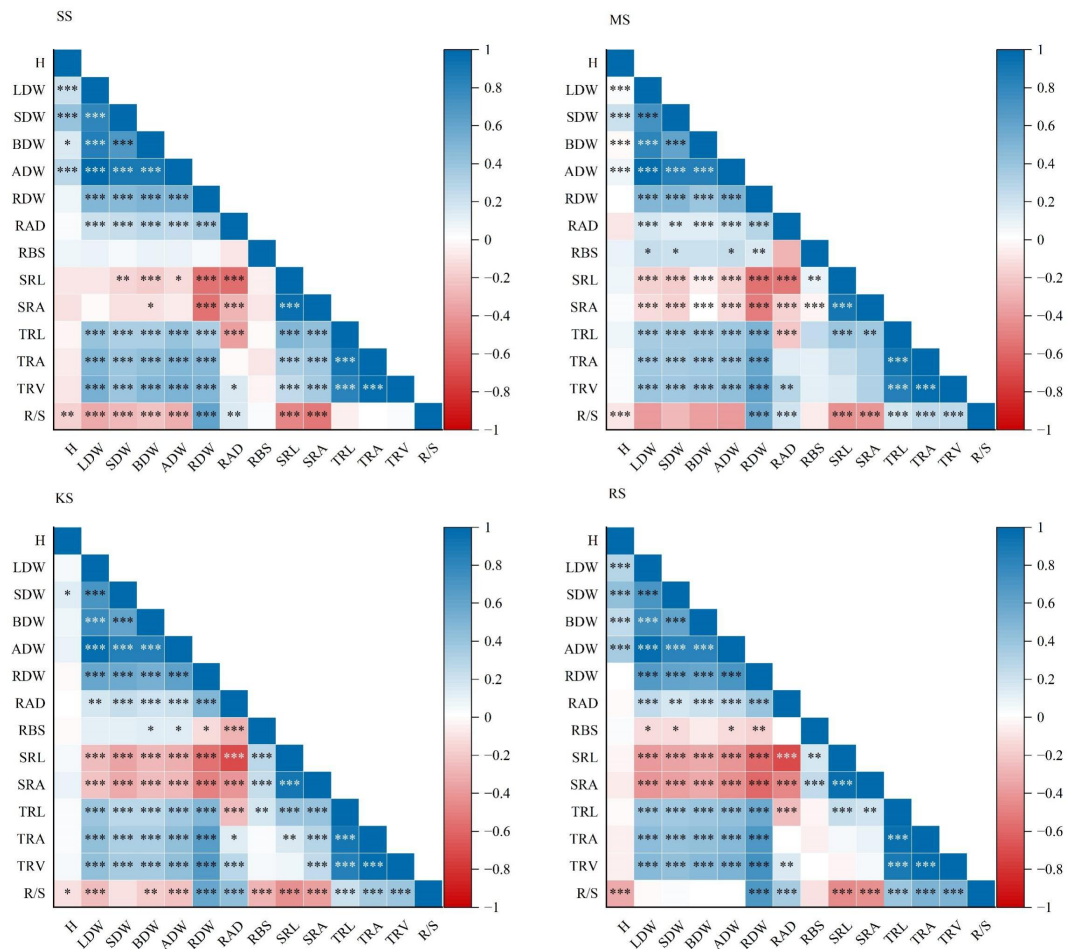 SS
H
LDW ***
SDW *** ***
BDW * *** ***
ADW *** *** *** ***
RDW *** *** *** ***
RAD *** *** *** *** ***
RBS
SRL ** *** * *** ***
SRA * *** *** ***
TRL *** *** *** *** *** *** *** ***
TRA *** *** *** *** *** *** *** ***
TRV *** *** *** *** *** * *** *** *** ***
R/S ** *** *** *** *** *** ** *** ***
H LDW SDW BDW ADW RDW RAD RBS SRL SRA TRL TRA TRV R/S
1
0.8
0.6
0.4
0.2
0
−0.2
−0.4
−0.6
−0.8
−1
MS
H
LDW ***
SDW *** ***
BDW *** *** ***
ADW *** *** *** ***
RDW *** *** *** ***
RAD *** ** *** *** ***
RBS * * * **
SRL *** *** *** *** *** *** **
SRA *** *** *** *** *** *** *** ***
TRL *** *** *** *** *** *** *** **
TRA *** *** *** *** *** ***
TRV *** *** *** *** *** ** *** ***
R/S *** *** *** *** *** *** *** ***
H LDW SDW BDW ADW RDW RAD RBS SRL SRA TRL TRA TRV R/S
1
0.8
0.6
0.4
0.2
0
−0.2
−0.4
−0.6
−0.8
−1
KS
H
LDW
SDW * ***
BDW *** ***
ADW *** *** ***
RDW *** *** *** ***
RAD ** *** *** *** ***
RBS * * * ***
SRL *** *** *** *** *** *** ***
SRA *** *** *** *** *** *** *** ***
TRL *** *** *** *** *** *** ** *** ***
TRA *** *** *** *** *** * ** *** ***
TRV *** *** *** *** *** *** *** *** ***
R/S * *** ** *** *** *** *** *** *** *** *** ***
H LDW SDW BDW ADW RDW RAD RBS SRL SRA TRL TRA TRV R/S
1
0.8
0.6
0.4
0.2
0
−0.2
−0.4
−0.6
−0.8
−1
RS
H
LDW ***
SDW *** ***
BDW *** *** ***
ADW *** *** *** ***
RDW *** *** *** ***
RAD *** ** *** *** ***
RBS * * * **
SRL *** *** *** *** *** *** **
SRA *** *** *** *** *** *** *** ***
TRL *** *** *** *** *** *** *** **
TRA *** *** *** *** *** ***
TRV *** *** *** *** *** ** *** ***
R/S *** *** *** *** *** *** *** ***
H LDW SDW BDW ADW RDW RAD RBS SRL SRA TRL TRA TRV R/S
1
0.8
0.6
0.4
0.2
0
−0.2
−0.4
−0.6
−0.8
−1